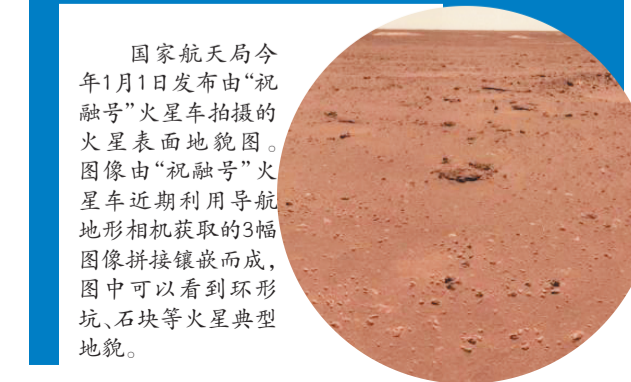 国家航天局今
年1月1日发布由“祝
融号”火星车拍摄的
火星表面地貌图。
图像由“祝融号”火
星车近期利用导航
地形相机获取的3幅
图像拼接镶嵌而成，
图中可以看到环形
坑、石块等火星典型
地貌。